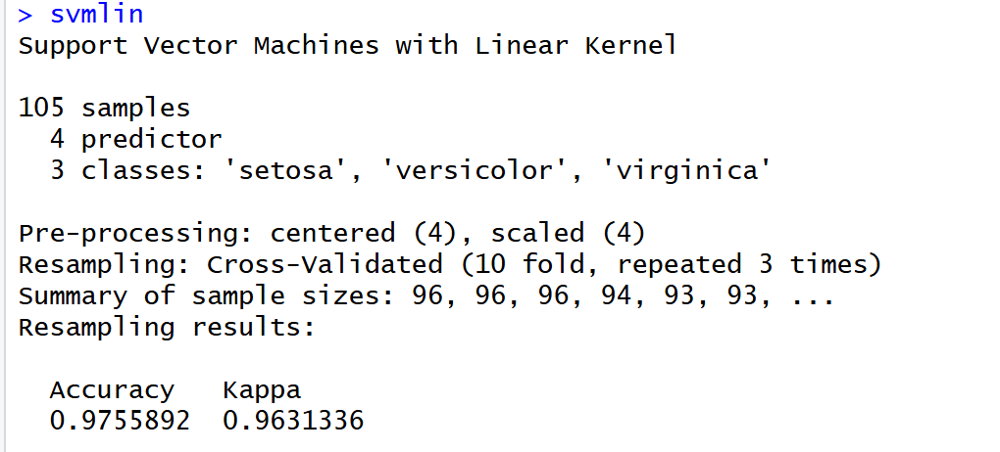 > svmlin
Support Vector Machines with Linear Kernel
105 samples
4 predictor
3 classes: 'setosa', 'versicolor', 'virginica'
Pre-processing: centered (4), scaled (4)
Resampling: Cross-Validated (10 fold, repeated 3 times)
Summary of sample sizes: 96, 96, 96, 94, 93, 93, ...
Resampling results:
Accuracy   Kappa
0.9755892  0.9631336